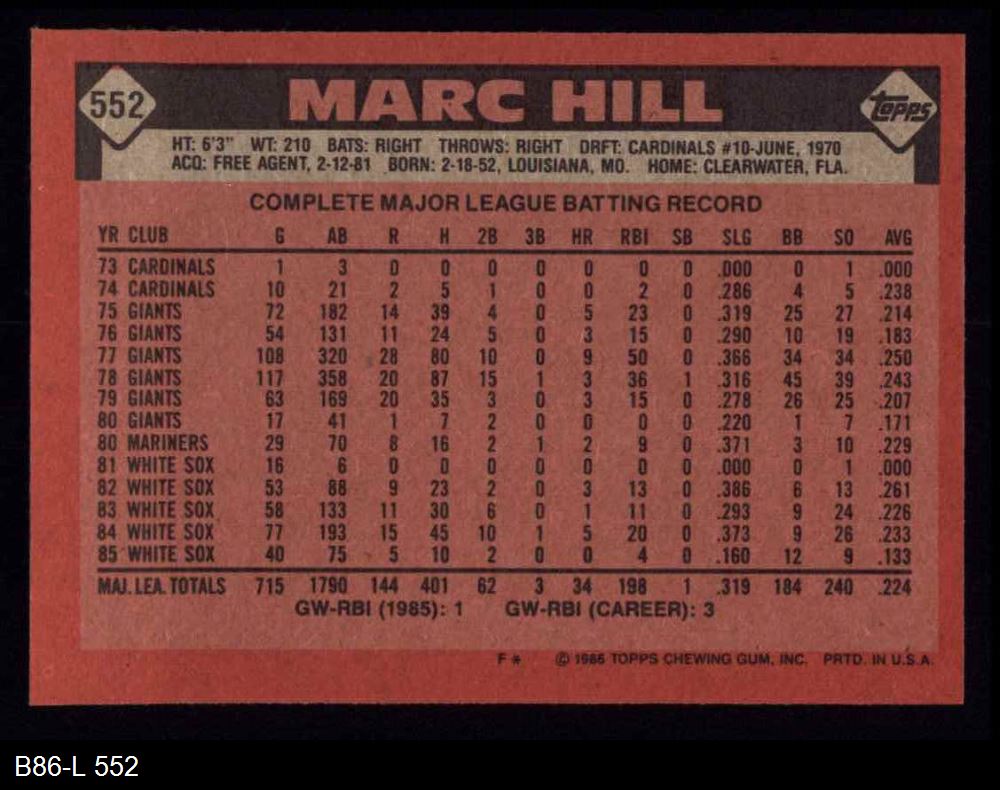 552 MARC HILL topps
HT: 6'3" WT: 210 BATS: RIGHT THROWS: RIGHT DRFT: CARDINALS #10-JUNE, 1970
ACQ: FREE AGENT, 2-12-81 BORN: 2-18-52, LOUISIANA, MO. HOME: CLEARWATER, FLA.
COMPLETE MAJOR LEAGUE BATTING RECORD
YR CLUB G AB R H 2B 3B HR RBI SB SLG BB SO AVG
73 CARDINALS 1 3 0 0 0 0 0 0 0 .000 0 1 .000
74 CARDINALS 10 21 2 5 1 0 0 2 0 .286 4 5 .238
75 GIANTS 72 182 14 39 4 0 5 23 0 .319 25 27 .214
76 GIANTS 54 131 11 24 5 0 3 15 0 .290 10 19 .183
77 GIANTS 108 320 28 80 10 0 9 50 0 .366 34 34 .250
78 GIANTS 117 358 20 87 15 1 3 36 1 .316 45 39 .243
79 GIANTS 63 169 20 35 3 0 3 15 0 .278 26 25 .207
80 GIANTS 17 41 1 7 2 0 0 0 0 .220 1 7 .171
80 MARINERS 29 70 8 16 2 1 2 9 0 .371 3 10 .229
81 WHITE SOX 16 6 0 0 0 0 0 0 0 .000 0 1 .000
82 WHITE SOX 53 88 9 23 2 0 3 13 0 .386 6 13 .261
83 WHITE SOX 58 133 11 30 6 0 1 11 0 .293 9 24 .226
84 WHITE SOX 77 193 15 45 10 1 5 20 0 .373 9 26 .233
85 WHITE SOX 40 75 5 10 2 0 0 4 0 .160 12 9 .133
MAJ. LEA. TOTALS 715 1790 144 401 62 3 34 198 1 .319 184 240 .224
GW-RBI (1985): 1 GW-RBI (CAREER): 3
F* © 1986 TOPPS CHEWING GUM, INC. PRTD. IN U.S.A.
B86-L 552